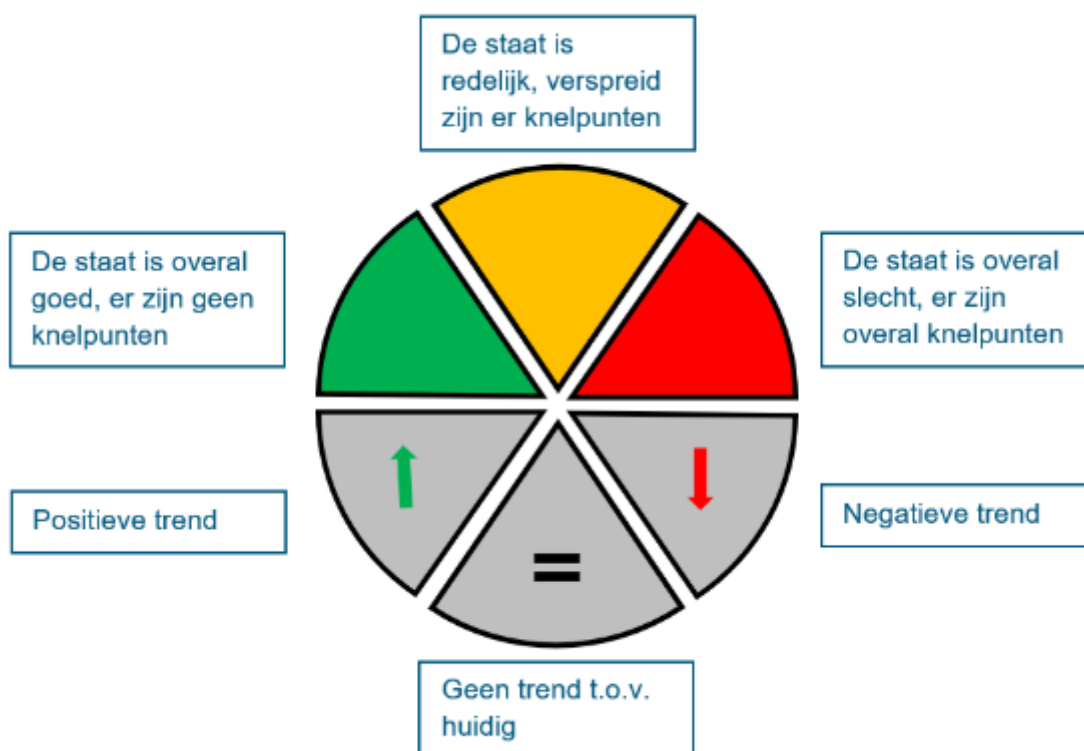 De staat is
redelijk, verspreid
zijn er knelpunten
De staat is overal
goed, er zijn geen
knelpunten
De staat is overal
slecht, er zijn
overal knelpunten
Positieve trend
=
Negatieve trend
Geen trend t.o.v.
huidig